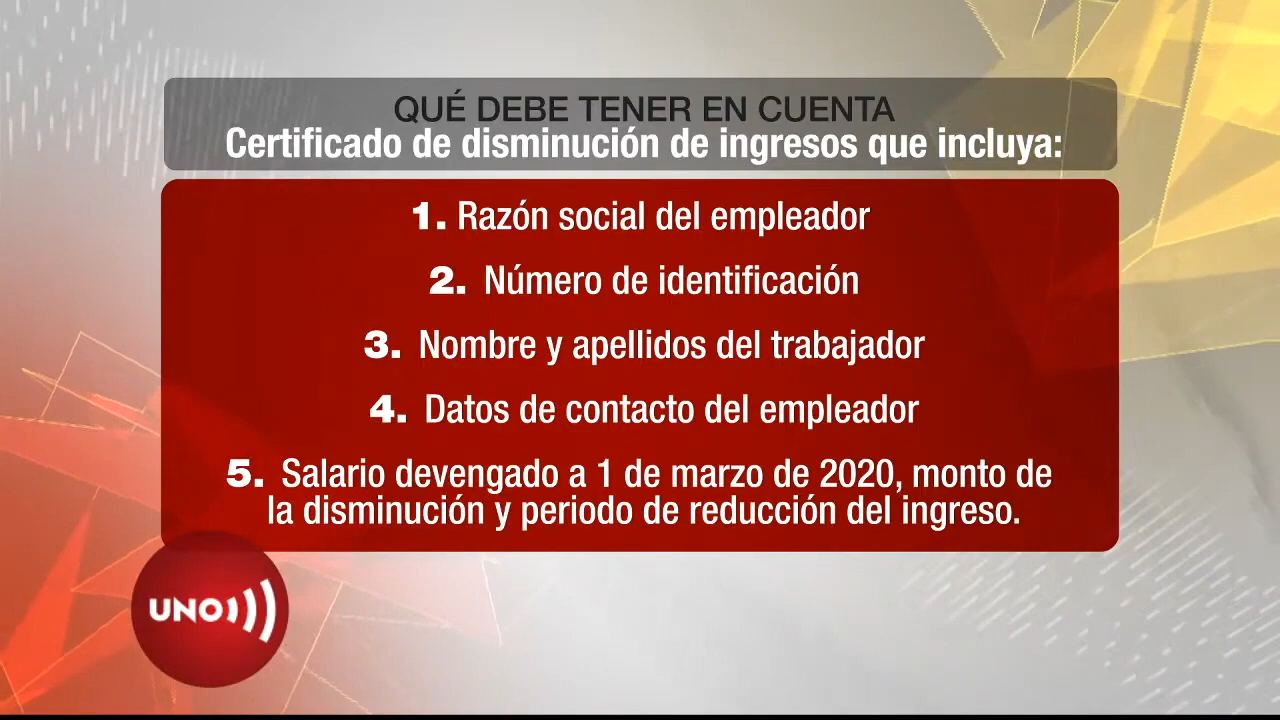 QUÉ DEBE TENER EN CUENTA
Certificado de disminución de ingresos que incluya:
1. Razón social del empleador
2. Número de identificación
3. Nombre y apellidos del trabajador
4. Datos de contacto del empleador
5. Salario devengado a 1 de marzo de 2020, monto de
la disminución y periodo de reducción del ingreso.
UNO